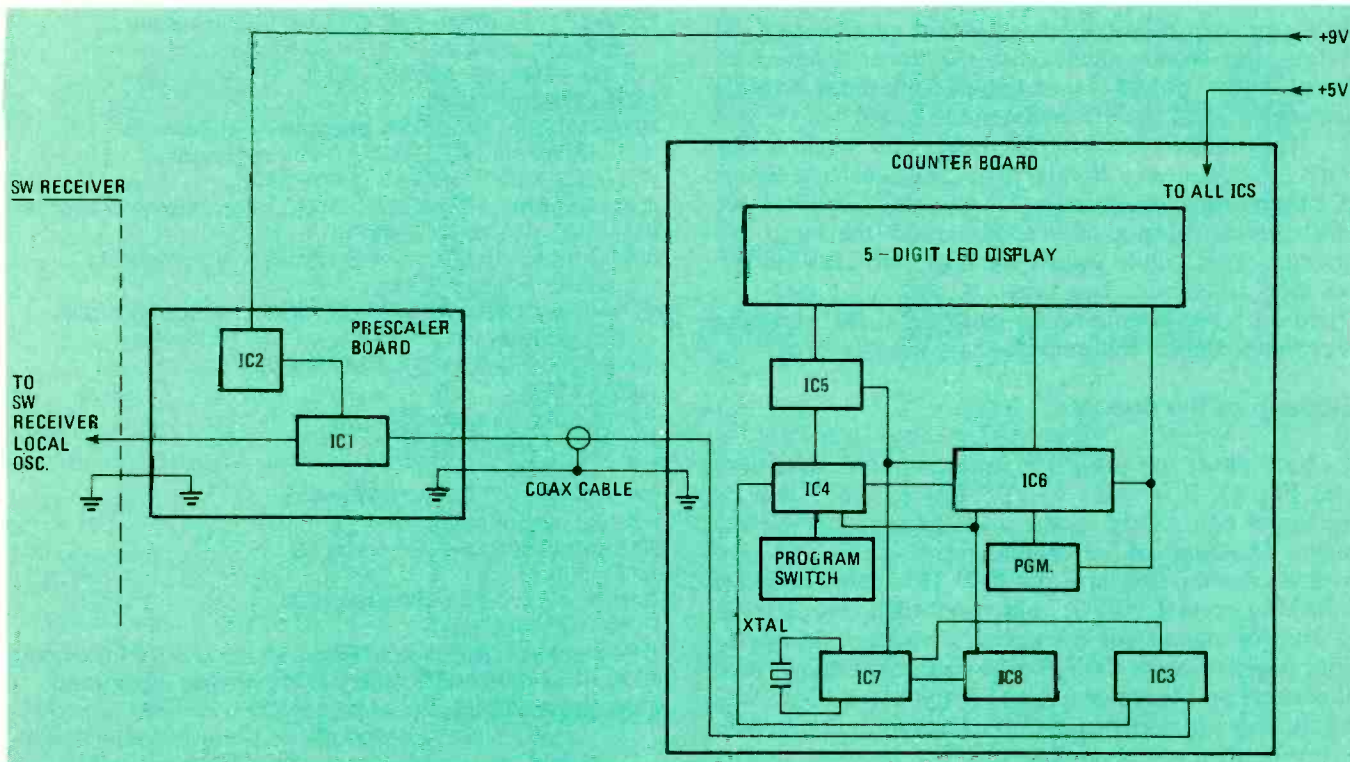 +9V
+5V
COUNTER BOARD
TO ALL ICS
SW RECEIVER
5-DIGIT LED DISPLAY
PRESCALER
BOARD
IC2
TO
SW
RECEIVER
LOCAL
OSC.
IC1
IC5
COAX CABLE
IC4
IC6
PROGRAM
SWITCH
PGM.
XTAL
IC7
IC8
IC3